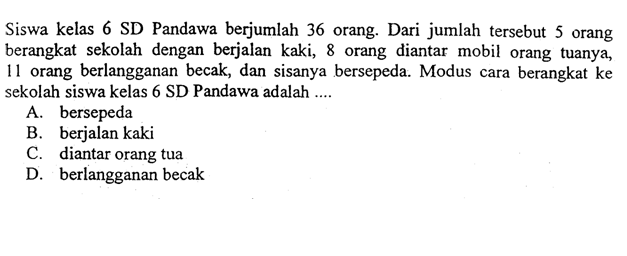 Siswa kelas 6 SD Pandawa berjumlah 36 orang. Dari jumlah tersebut 5 orang
berangkat sekolah dengan berjalan kaki, 8 orang diantar mobil orang tuanya,
11 orang berlangganan becak, dan sisanya bersepeda. Modus cara berangkat ke
sekolah siswa kelas 6 SD Pandawa adalah ....
A. bersepeda
B. berjalan kaki
C. diantar orang tua
D. berlangganan becak